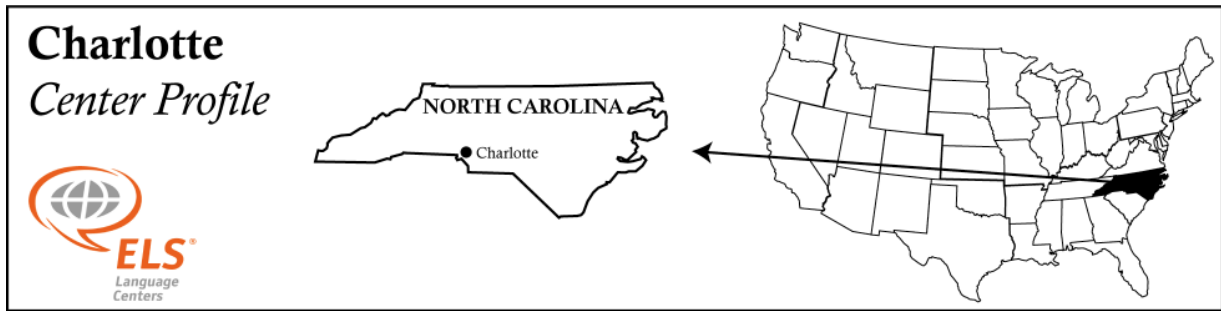 Charlotte
Center Profile
NORTH CAROLINA
Charlotte
ELS®
Language
Centers